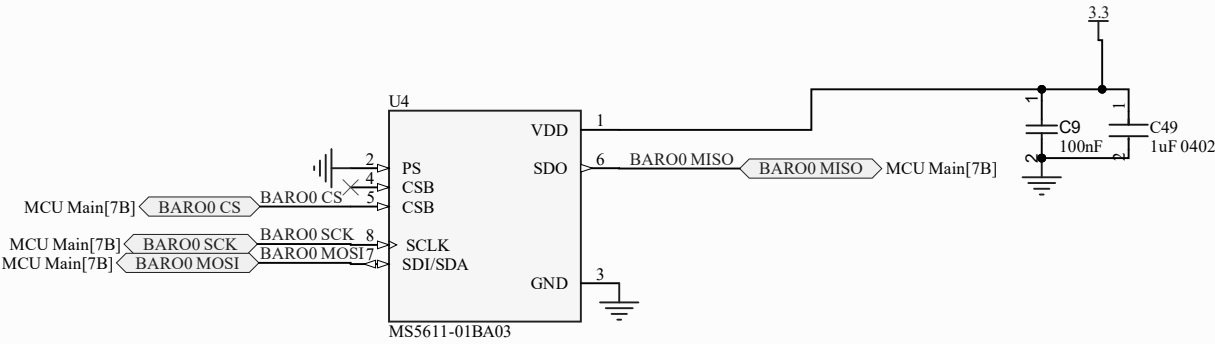 3.3
U4
1
VDD
1
C9
100nF
2
1
C49
1uF 0402
2
2
PS
SDO
6
BARO0 MISO
BARO0 MISO
MCU Main[7B]
4
CSB
MCU Main[7B]
BARO0 CS
BARO0 CS
5
CSB
MCU Main[7B]
BARO0 SCK
BARO0 SCK
8
SCLK
MCU Main[7B]
BARO0 MOSI
BARO0 MOSI
7
SDI/SDA
GND
3
MS5611-01BA03